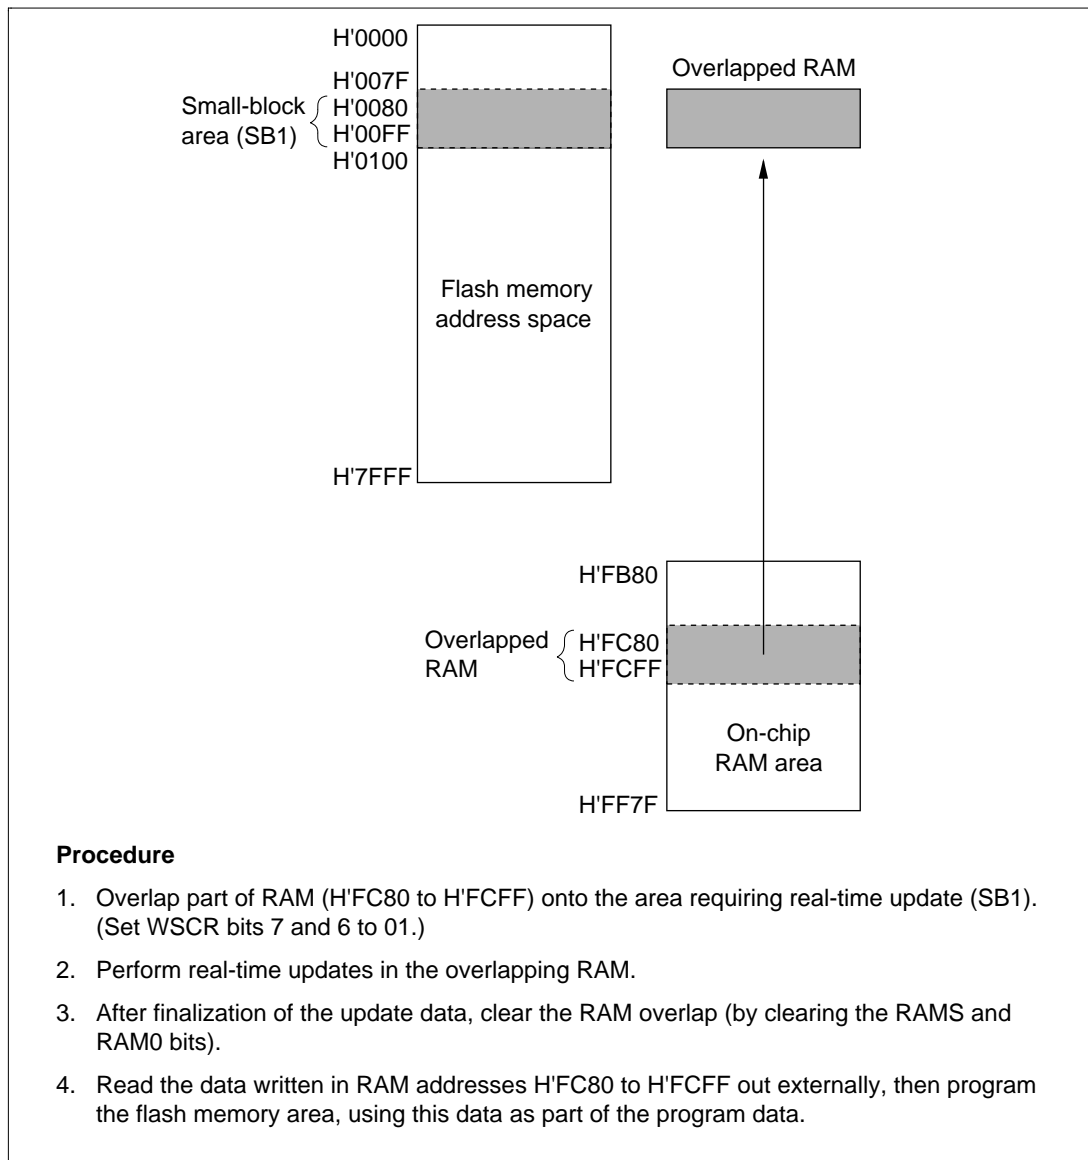 H'0000
H'007F
Small-block
area (SB1)
H'0080
H'00FF
H'0100
Overlapped RAM
Flash memory
address space
H'7FFF
H'FB80
Overlapped
RAM
H'FC80
H'FCFF
On-chip
RAM area
H'FF7F
Procedure
1. Overlap part of RAM (H'FC80 to H'FCFF) onto the area requiring real-time update (SB1).
(Set WSCR bits 7 and 6 to 01.)
2. Perform real-time updates in the overlapping RAM.
3. After finalization of the update data, clear the RAM overlap (by clearing the RAMS and
RAM0 bits).
4. Read the data written in RAM addresses H'FC80 to H'FCFF out externally, then program
the flash memory area, using this data as part of the program data.